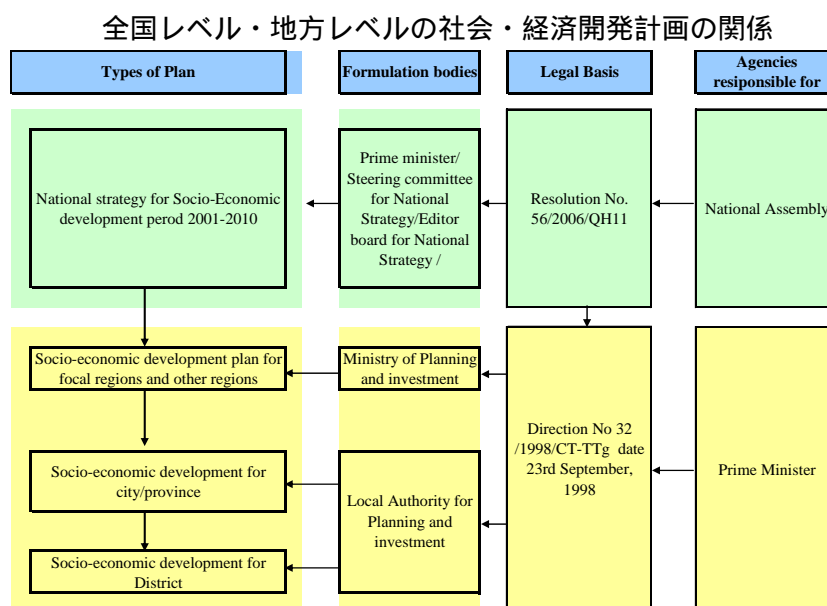 全国レベル・地方レベルの社会・経済開発計画の関係
Types of Plan
Formulation bodies
Legal Basis
Agencies
resiponsible for
National strategy for Socio-Economic
development perod 2001-2010
Prime minister/
Steering committee
for National
Strategy/Editor
board for National
Strategy /
Resolution No.
56/2006/QH11
National Assembly
Socio-economic development plan for
focal regions and other regions
Ministry of Planning
and investment
Direction No 32
/1998/CT-TTg date
23rd September,
1998
Prime Minister
Socio-economic development for
city/province
Local Authority for
Planning and
investment
Socio-economic development for
District